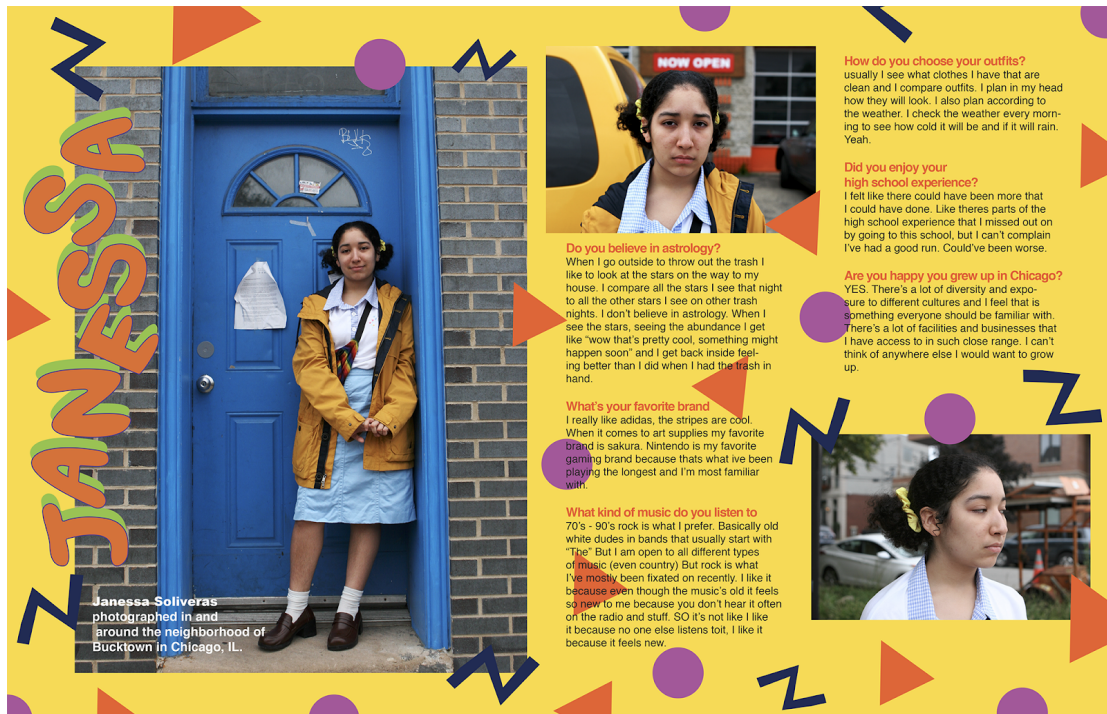 JANESSA
Janessa Soliveras
photographed in and
around the neighborhood of
Bucktown in Chicago, IL.
NOW OPEN
Do you believe in astrology?
When I go outside to throw out the trash I
like to look at the stars on the way to my
house. I compare all the stars I see that night
to all the other stars I see on other trash
nights. I don't believe in astrology. When I
see the stars, seeing the abundance I get
like "wow that's pretty cool, something might
happen soon" and I get back inside feel-
ing better than I did when I had the trash in
hand.
What's your favorite brand
I really like adidas, the stripes are cool.
When it comes to art supplies my favorite
brand is sakura. Nintendo is my favorite
gaming brand because thats what ive been
playing the longest and I'm most familiar
with.
What kind of music do you listen to
70's - 90's rock is what I prefer. Basically old
white dudes in bands that usually start with
"The" But I am open to all different types
of music (even country) But rock is what
I've mostly been fixated on recently. I like it
because even though the music's old it feels
so new to me because you don't hear it often
on the radio and stuff. SO it's not like I like
it because no one else listens toit, I like it
because it feels new.
How do you choose your outfits?
usually I see what clothes I have that are
clean and I compare outfits. I plan in my head
how they will look. I also plan according to
the weather. I check the weather every morn-
ing to see how cold it will be and if it will rain.
Yeah.
Did you enjoy your
high school experience?
I felt like there could have been more that
I could have done. Like theres parts of the
high school experience that I missed out on
by going to this school, but I can't complain
I've had a good run. Could've been worse.
Are you happy you grew up in Chicago?
YES. There's a lot of diversity and expo-
sure to different cultures and I feel that is
something everyone should be familiar with.
There's a lot of facilities and businesses that
I have access to in such close range. I can't
think of anywhere else I would want to grow
up.